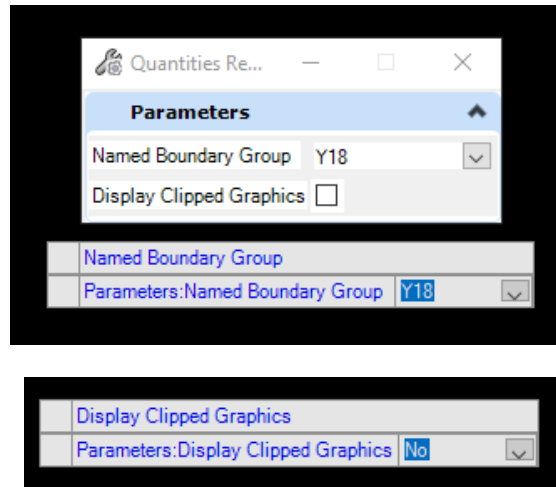 Quantities Re...
Parameters
Named Boundary Group Y18
Display Clipped Graphics
Named Boundary Group
Parameters:Named Boundary Group Y18
Display Clipped Graphics
Parameters:Display Clipped Graphics No